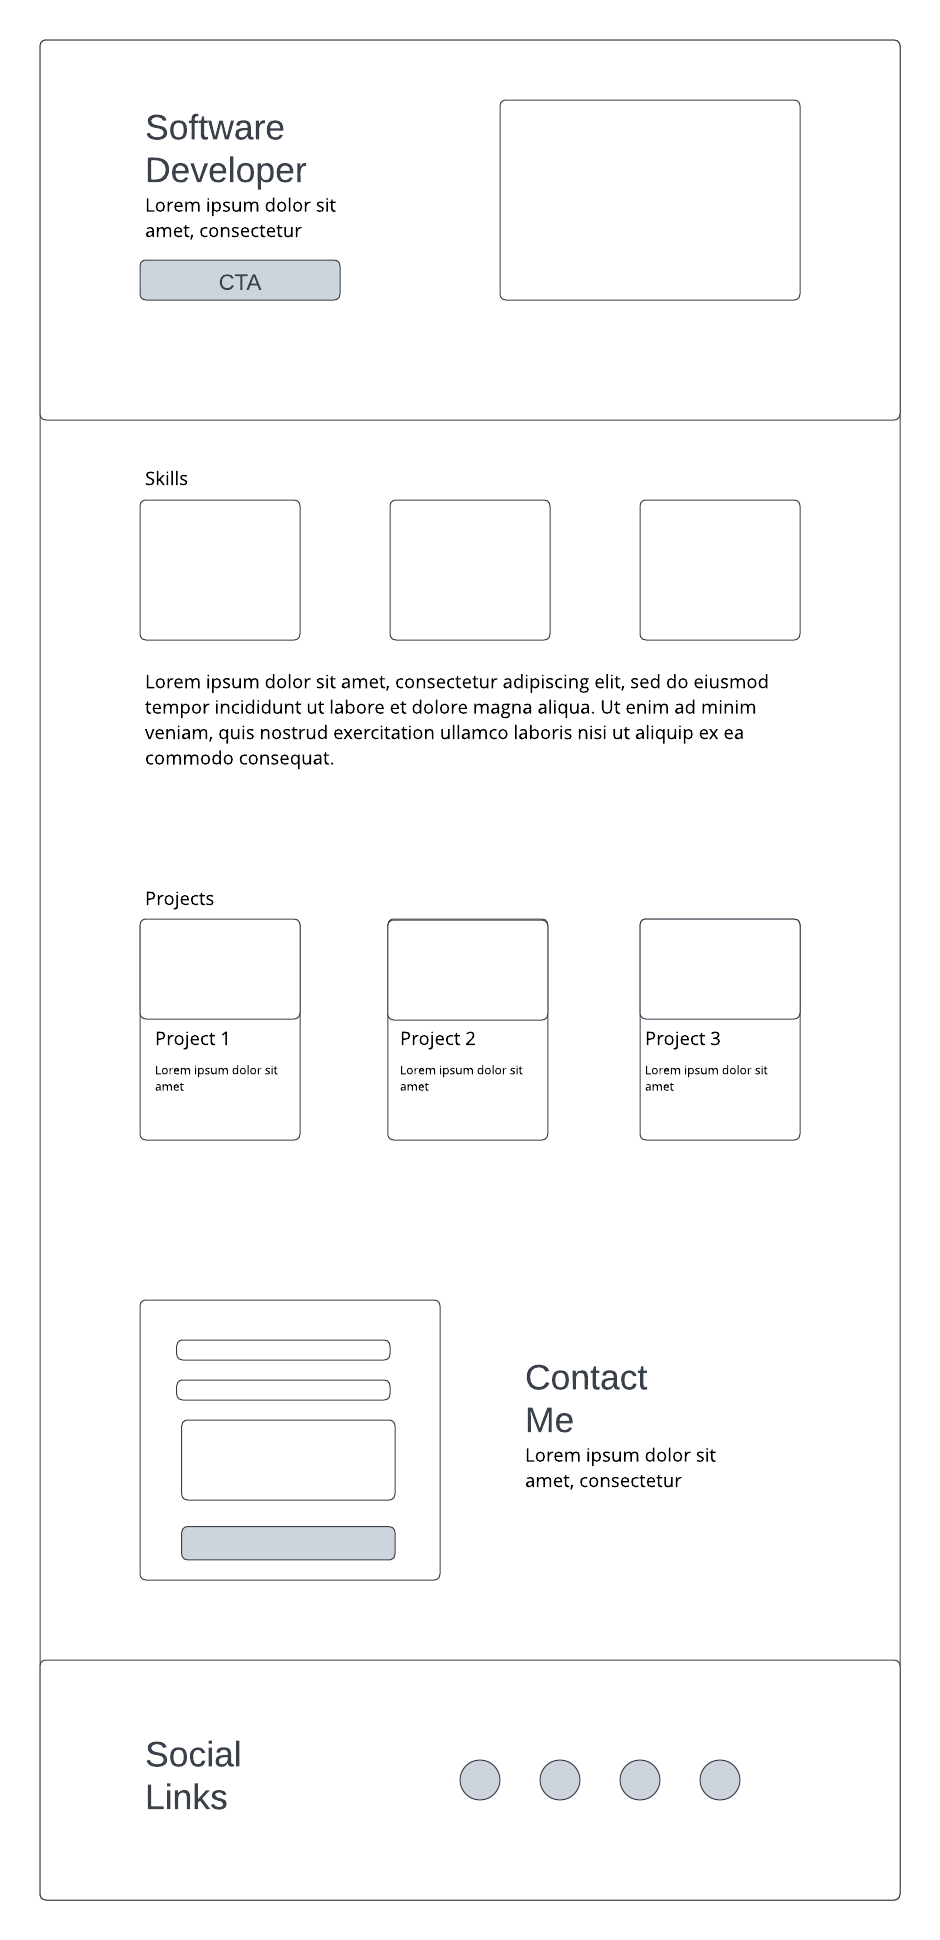 Software
Developer
Lorem ipsum dolor sit
amet, consectetur
CTA
Skills
Lorem ipsum dolor sit amet, consectetur adipiscing elit, sed do eiusmod
tempor incididunt ut labore et dolore magna aliqua. Ut enim ad minim
veniam, quis nostrud exercitation ullamco laboris nisi ut aliquip ex ea
commodo consequat.
Projects
Project 1
Lorem ipsum dolor sit
amet
Project 2
Lorem ipsum dolor sit
amet
Project 3
Lorem ipsum dolor sit
amet
Contact
Me
Lorem ipsum dolor sit
amet, consectetur
Social
Links